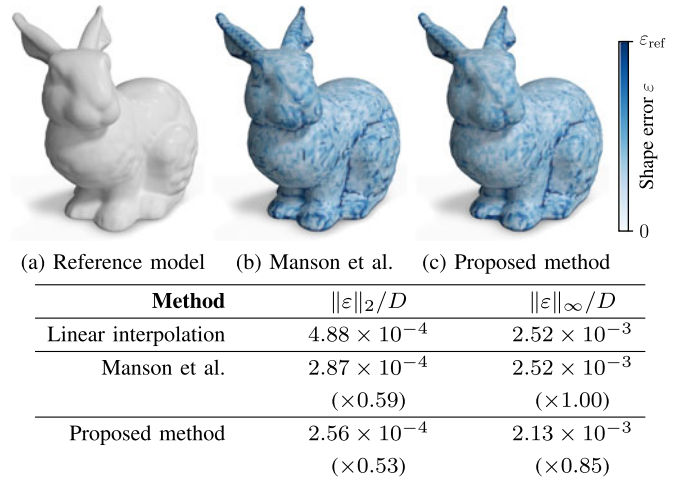 ε_ref
Shape error ε
0
(a) Reference model (b) Manson et al. (c) Proposed method
Method ‖ε‖₂/D ‖ε‖∞/D
Linear interpolation 4.88 × 10⁻⁴ 2.52 × 10⁻³
Manson et al. 2.87 × 10⁻⁴ 2.52 × 10⁻³
(×0.59) (×1.00)
Proposed method 2.56 × 10⁻⁴ 2.13 × 10⁻³
(×0.53) (×0.85)